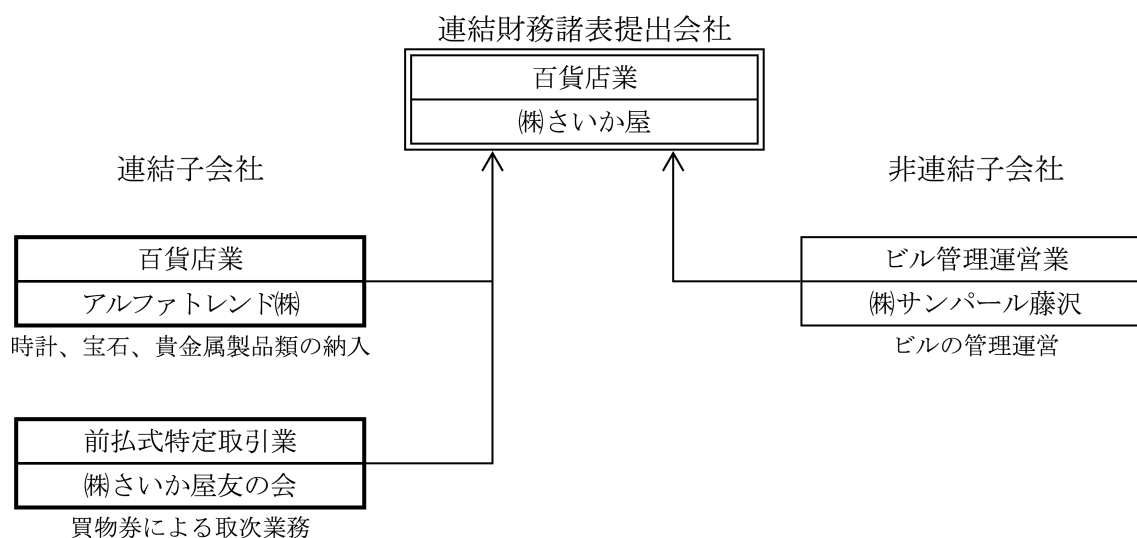 連結財務諸表提出会社
百貨店業
㈱さいか屋
連結子会社
百貨店業
アルファトレンド㈱
時計、宝石、貴金属製品類の納入
前払式特定取引業
㈱さいか屋友の会
買物券による取次業務
非連結子会社
ビル管理運営業
㈱サンパール藤沢
ビルの管理運営